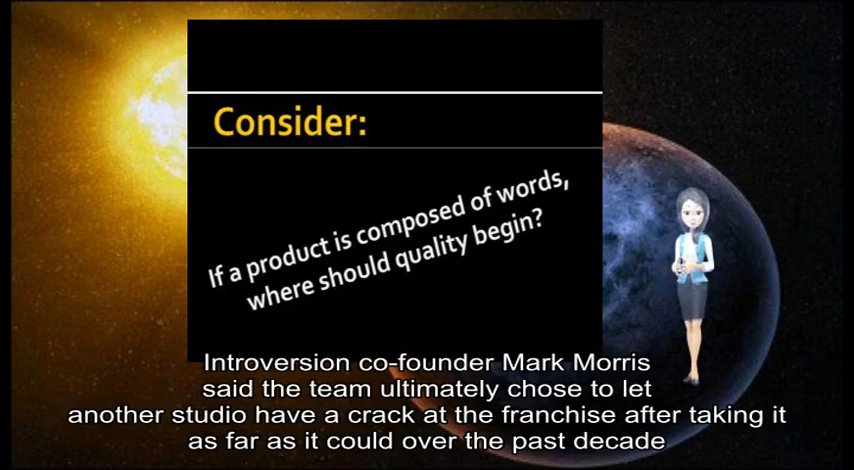 Consider:
If a product is composed of words,
where should quality begin?
Introversion co-founder Mark Morris
said the team ultimately chose to let
another studio have a crack at the franchise after taking it
as far as it could over the past decade